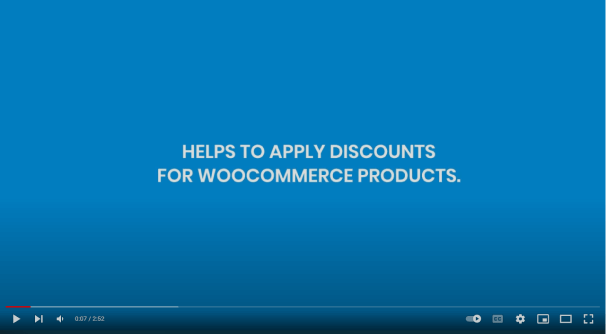 HELPS TO APPLY DISCOUNTS
FOR WOOCOMMERCE PRODUCTS.
0:07 / 2:52